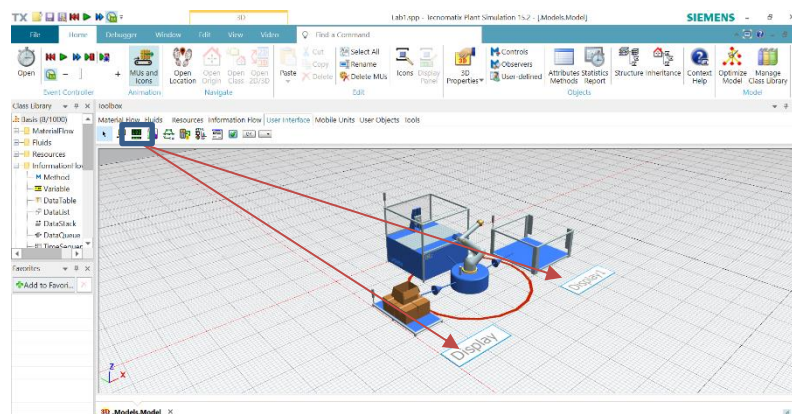 TX
3D
Lab1.spp - Tecnomatix Plant Simulation 15.2 - [.Models.Model]
SIEMENS
File Home Debugger Window Edit View Video Find a Command
Open
MUs and Icons
Open Location
Open Origin
Open Class
Open 2D/3D
Paste
Cut
Copy
Delete
Select All
Rename
Delete MUs
Icons
Display Panel
3D Properties
Controls
Observers
User-defined
Attributes Methods
Statistics Report
Structure
Inheritance
Context Help
Optimize Model
Manage Class Library
Event Controller Animation Navigate Edit Objects Model
Class Library
Toolbox
Basis (8/1000)
MaterialFlow
Fluids
Resources
InformationFlow
Method
Variable
DataTable
DataList
DataStack
DataQueue
Material Flow Fluids Resources Information Flow User Interface Mobile Units User Objects Tools
Favorites
Add to Favori...
Display1
Display
Z
X
3D .Models.Model